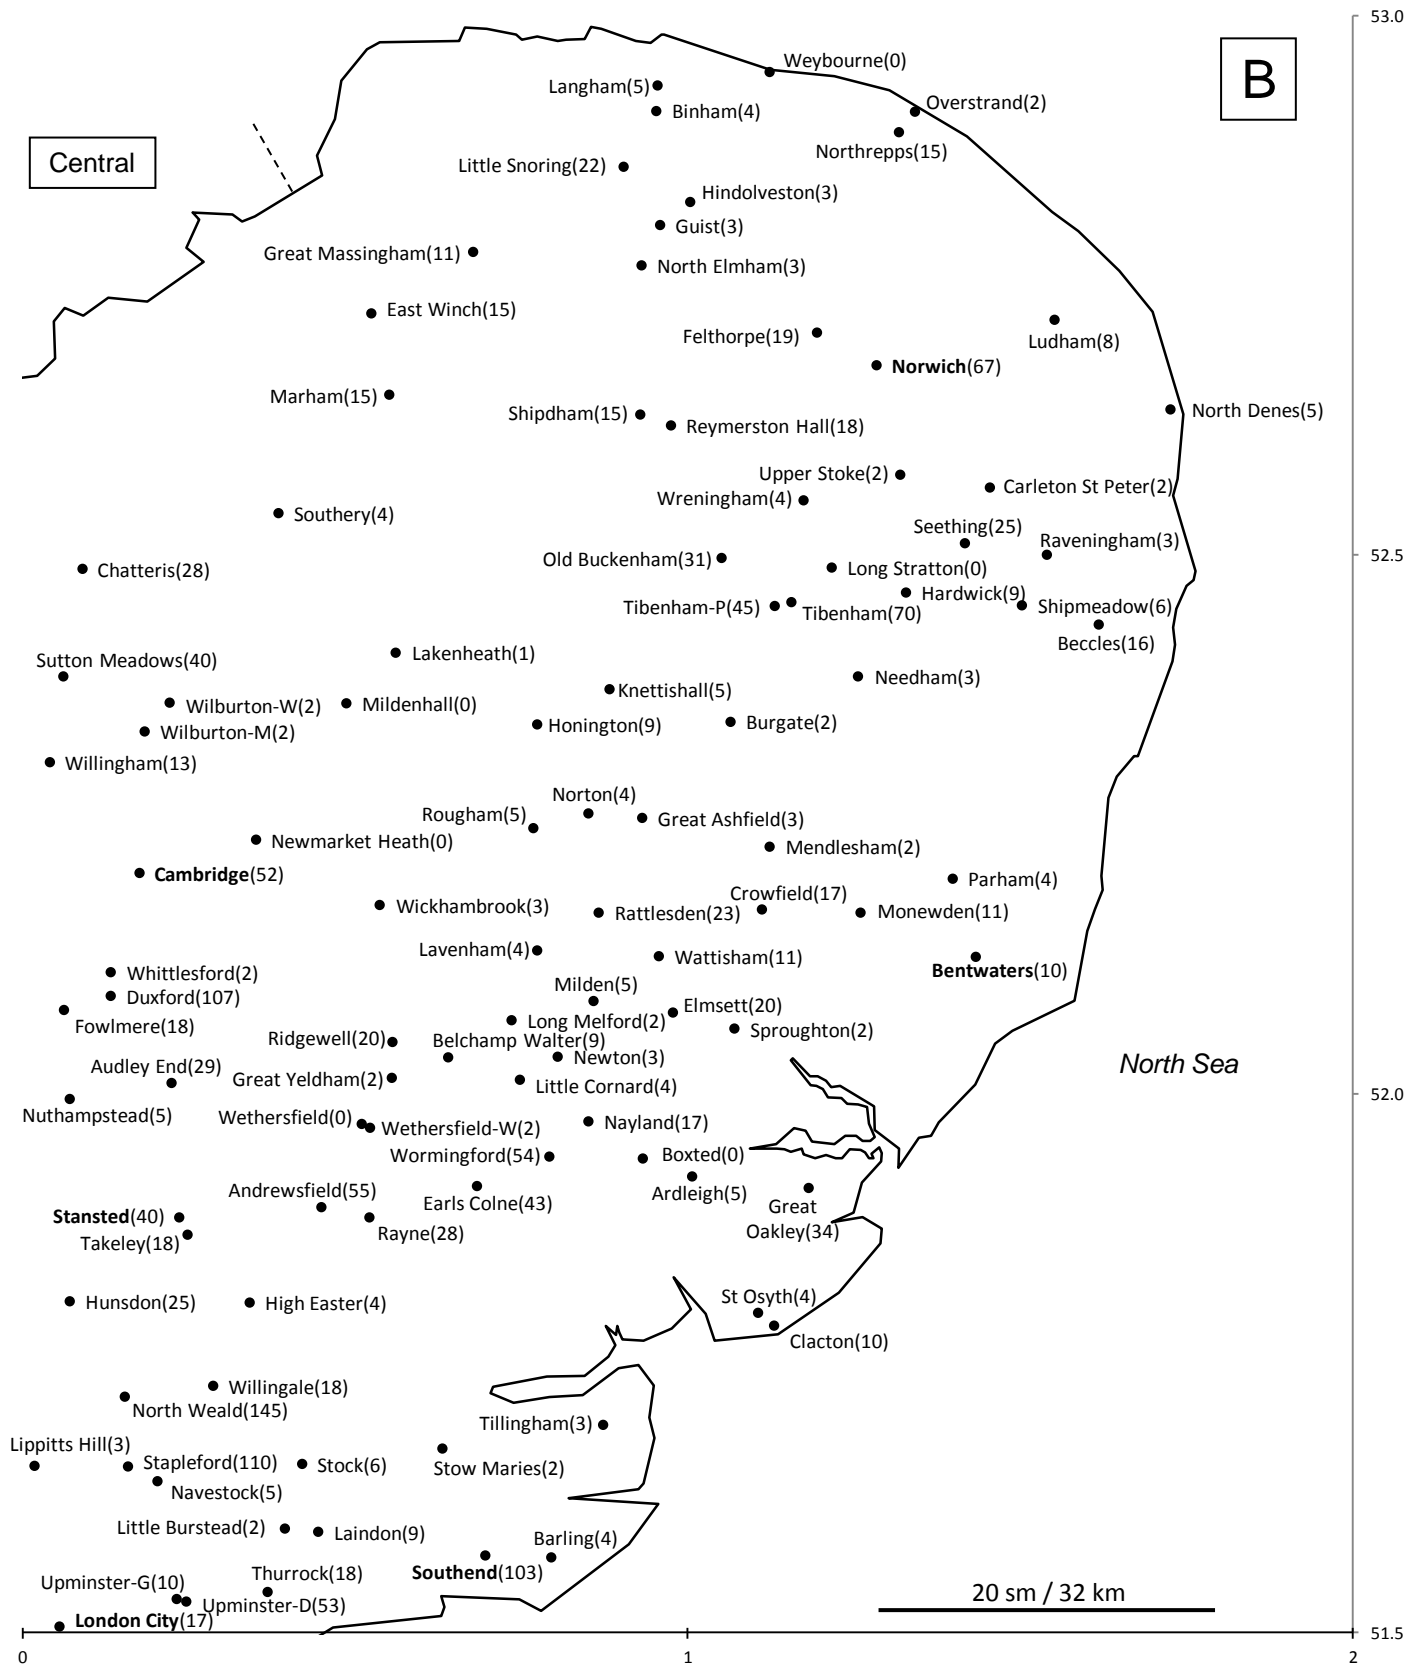 53.0
B
Weybourne(0)
Langham(5)
Overstrand(2)
Binham(4)
Northrepps(15)
Central
Little Snoring(22)
Hindolveston(3)
Guist(3)
Great Massingham(11)
North Elmham(3)
East Winch(15)
Felthorpe(19)
Ludham(8)
Norwich(67)
Marham(15)
Shipdham(15)
North Denes(5)
Reymerston Hall(18)
Upper Stoke(2)
Carleton St Peter(2)
Wreningham(4)
Southery(4)
Seething(25)
Raveningham(3)
52.5
Old Buckenham(31)
Long Stratton(0)
Chatteris(28)
Hardwick(9)
Tibenham-P(45)
Tibenham(70)
Shipmeadow(6)
Beccles(16)
Lakenheath(1)
Sutton Meadows(40)
Needham(3)
Knettishall(5)
Wilburton-W(2)
Mildenhall(0)
Honington(9)
Burgate(2)
Wilburton-M(2)
Willingham(13)
Norton(4)
Rougham(5)
Great Ashfield(3)
Newmarket Heath(0)
Mendlesham(2)
Cambridge(52)
Parham(4)
Crowfield(17)
Wickhambrook(3)
Rattlesden(23)
Monewden(11)
Lavenham(4)
Wattisham(11)
Bentwaters(10)
Whittlesford(2)
Milden(5)
Duxford(107)
Elmsett(20)
Fowlmere(18)
Long Melford(2)
Sproughton(2)
Ridgewell(20)
Belchamp Walter(9)
Newton(3)
North Sea
Audley End(29)
Great Yeldham(2)
Little Cornard(4)
52.0
Nuthampstead(5)
Wethersfield(0)
Wethersfield-W(2)
Nayland(17)
Wormingford(54)
Boxted(0)
Andrewsfield(55)
Earls Colne(43)
Ardleigh(5)
Great
Oakley(34)
Stansted(40)
Takeley(18)
Rayne(28)
Hunsdon(25)
High Easter(4)
St Osyth(4)
Clacton(10)
Willingale(18)
North Weald(145)
Tillingham(3)
Lippitts Hill(3)
Stapleford(110)
Stock(6)
Stow Maries(2)
Navestock(5)
Little Burstead(2)
Laindon(9)
Barling(4)
Southend(103)
Thurrock(18)
Upminster-G(10)
Upminster-D(53)
20 sm / 32 km
London City(17)
51.5
0
1
2